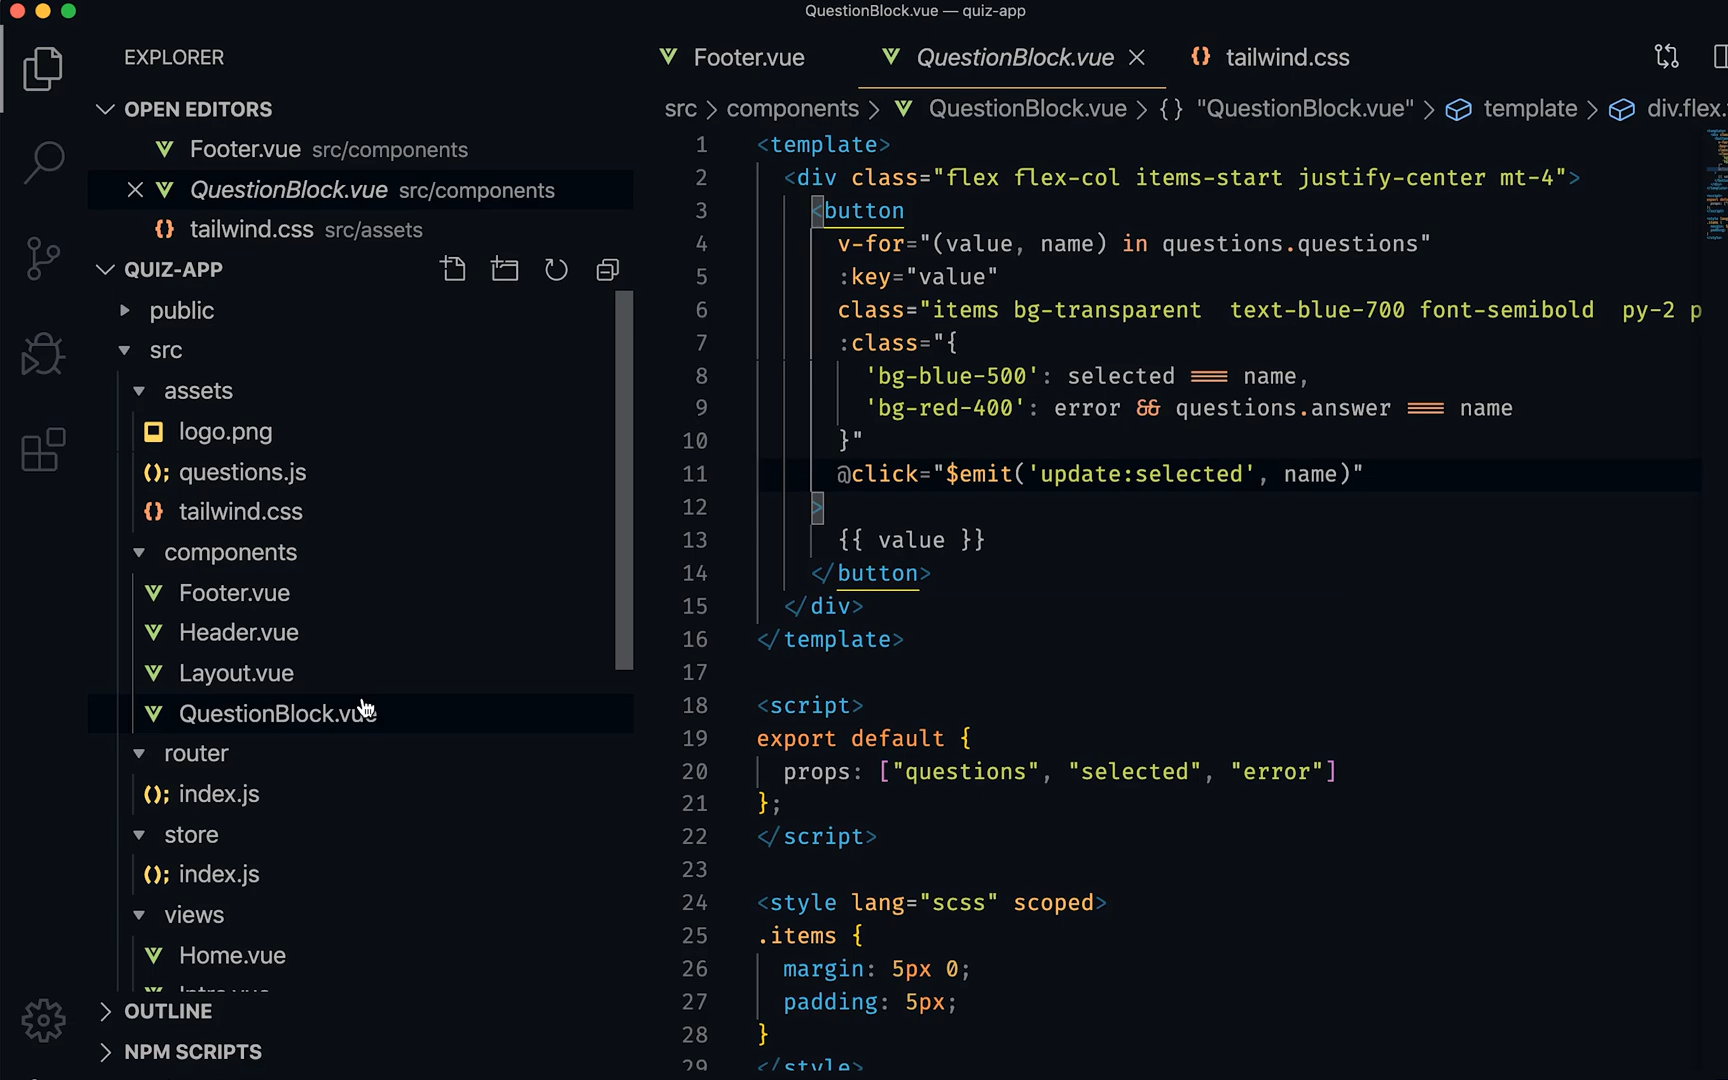 QuestionBlock.vue — quiz-app
EXPLORER
OPEN EDITORS
Footer.vue src/components
QuestionBlock.vue src/components
tailwind.css src/assets
QUIZ-APP
public
src
assets
logo.png
questions.js
tailwind.css
components
Footer.vue
Header.vue
Layout.vue
QuestionBlock.vue
router
index.js
store
index.js
views
Home.vue
OUTLINE
NPM SCRIPTS
Footer.vue QuestionBlock.vue tailwind.css
src > components > QuestionBlock.vue > {} "QuestionBlock.vue" > template > div.flex.
1 <template>
2 <div class="flex flex-col items-start justify-center mt-4">
3 <button
4 v-for="(value, name) in questions.questions"
5 :key="value"
6 class="items bg-transparent  text-blue-700 font-semibold  py-2 p
7 :class="{
8 'bg-blue-500': selected === name,
9 'bg-red-400': error && questions.answer === name
10 }"
11 @click="$emit('update:selected', name)"
12 >
13 {{ value }}
14 </button>
15 </div>
16 </template>
17
18 <script>
19 export default {
20 props: ["questions", "selected", "error"]
21 };
22 </script>
23
24 <style lang="scss" scoped>
25 .items {
26 margin: 5px 0;
27 padding: 5px;
28 }
29 </style>